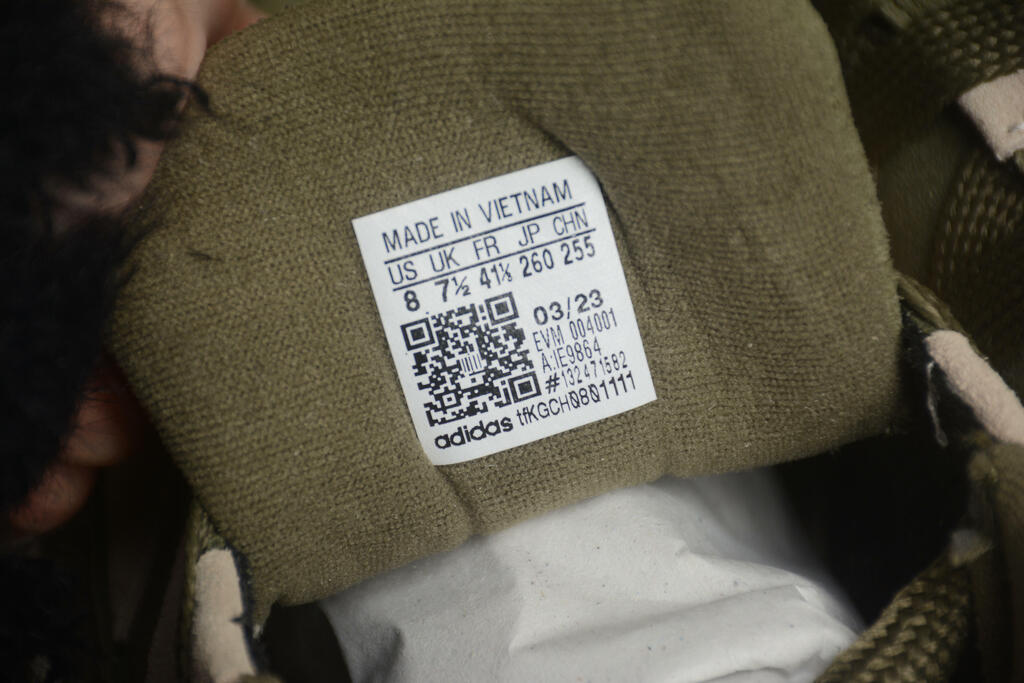 MADE IN VIETNAM
US UK FR JP CHN
8 7½ 41⅓ 260 255
03/23
EVM 004001
A:IE9864
#132471582
adidas tfKGCH0801111